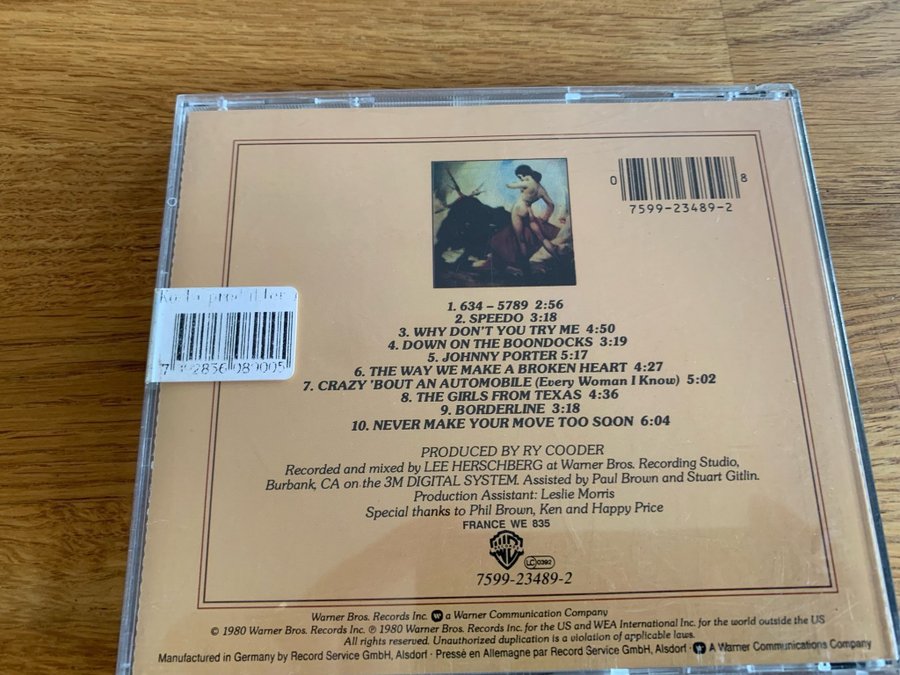 0 8
7599-23489-2
1. 634 – 5789 2:56
2. SPEEDO 3:18
3. WHY DON'T YOU TRY ME 4:50
4. DOWN ON THE BOONDOCKS 3:19
5. JOHNNY PORTER 5:17
6. THE WAY WE MAKE A BROKEN HEART 4:27
7. CRAZY 'BOUT AN AUTOMOBILE (Every Woman I Know) 5:02
8. THE GIRLS FROM TEXAS 4:36
9. BORDERLINE 3:18
10. NEVER MAKE YOUR MOVE TOO SOON 6:04
PRODUCED BY RY COODER
Recorded and mixed by LEE HERSCHBERG at Warner Bros. Recording Studio,
Burbank, CA on the 3M DIGITAL SYSTEM. Assisted by Paul Brown and Stuart Gitlin.
Production Assistant: Leslie Morris
Special thanks to Phil Brown, Ken and Happy Price
FRANCE WE 835
LC 0392
7599-23489-2
Warner Bros. Records Inc. a Warner Communication Company
© 1980 Warner Bros. Records Inc. ℗ 1980 Warner Bros. Records Inc. for the US and WEA International Inc. for the world outside the US
All rights reserved. Unauthorized duplication is a violation of applicable laws.
Manufactured in Germany by Record Service GmbH, Alsdorf · Pressé en Allemagne par Record Service GmbH, Alsdorf · A Warner Communications Company